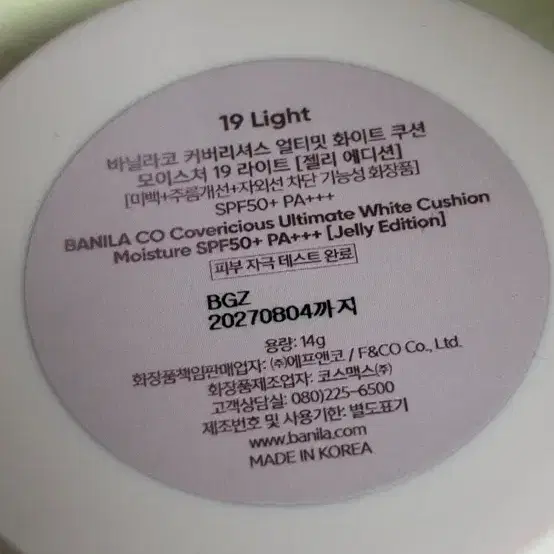 19 Light
바닐라코 커버리셔스 얼티밋 화이트 쿠션
모이스처 19 라이트 [젤리 에디션]
[미백+주름개선+자외선 차단 기능성 화장품]
SPF50+ PA+++
BANILA CO Covericious Ultimate White Cushion
Moisture SPF50+ PA+++ [Jelly Edition]
피부 자극 테스트 완료
BGZ
20270804까지
용량: 14g
화장품책임판매업자: ㈜에프앤코 / F&CO Co., Ltd.
화장품제조업자: 코스맥스㈜
고객상담실: 080)225-6500
제조번호 및 사용기한: 별도표기
www.banila.com
MADE IN KOREA